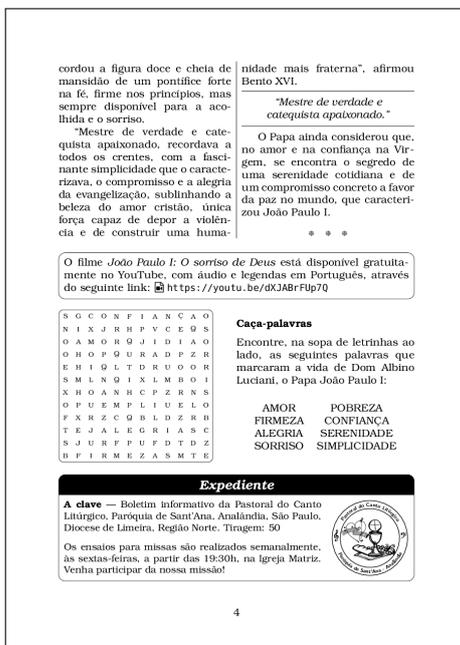 cordou a figura doce e cheia de
mansidão de um pontífice forte
na fé, firme nos princípios, mas
sempre disponível para a aco-
lhida e o sorriso.
“Mestre de verdade e cate-
quista apaixonado, recordava a
todos os crentes, com a fasci-
nante simplicidade que o caracte-
rizava, o compromisso e a alegria
da evangelização, sublinhando a
beleza do amor cristão, única
força capaz de depor a violên-
cia e de construir uma huma-
nidade mais fraterna”, afirmou
Bento XVI.
“Mestre de verdade e
catequista apaixonado.”
O Papa ainda considerou que,
no amor e na confiança na Vir-
gem, se encontra o segredo de
uma serenidade cotidiana e de
um compromisso concreto a favor
da paz no mundo, que caracteri-
zou João Paulo I.
* * *
O filme João Paulo I: O sorriso de Deus está disponível gratuita-
mente no YouTube, com áudio e legendas em Português, através
do seguinte link: https://youtu.be/dXJABrFUp7Q
S G C O N F I A N Ç A O
N I X J R H P V C E Q S
O A M O R Q J I D I A O
O H O P Q U R A D P Z R
E H I Q L T D R U O O R
S M L N Q I X L M B O I
X H O A N H C P Z R N S
O P U E M P L I U E L O
F X R Z C Q B L D Z R B
T E J A L E G R I A S C
S J U R F P U F D T D Z
B F I R M E Z A S M T E
Caça-palavras
Encontre, na sopa de letrinhas ao
lado, as seguintes palavras que
marcaram a vida de Dom Albino
Luciani, o Papa João Paulo I:
AMOR POBREZA
FIRMEZA CONFIANÇA
ALEGRIA SERENIDADE
SORRISO SIMPLICIDADE
Expediente
A clave — Boletim informativo da Pastoral do Canto
Litúrgico, Paróquia de Sant'Ana, Analândia, São Paulo,
Diocese de Limeira, Região Norte. Tiragem: 50
Os ensaios para missas são realizados semanalmente,
às sextas-feiras, a partir das 19:30h, na Igreja Matriz.
Venha participar da nossa missão!
Pastoral do Canto Litúrgico
Paróquia de Sant'Ana - Analândia
4